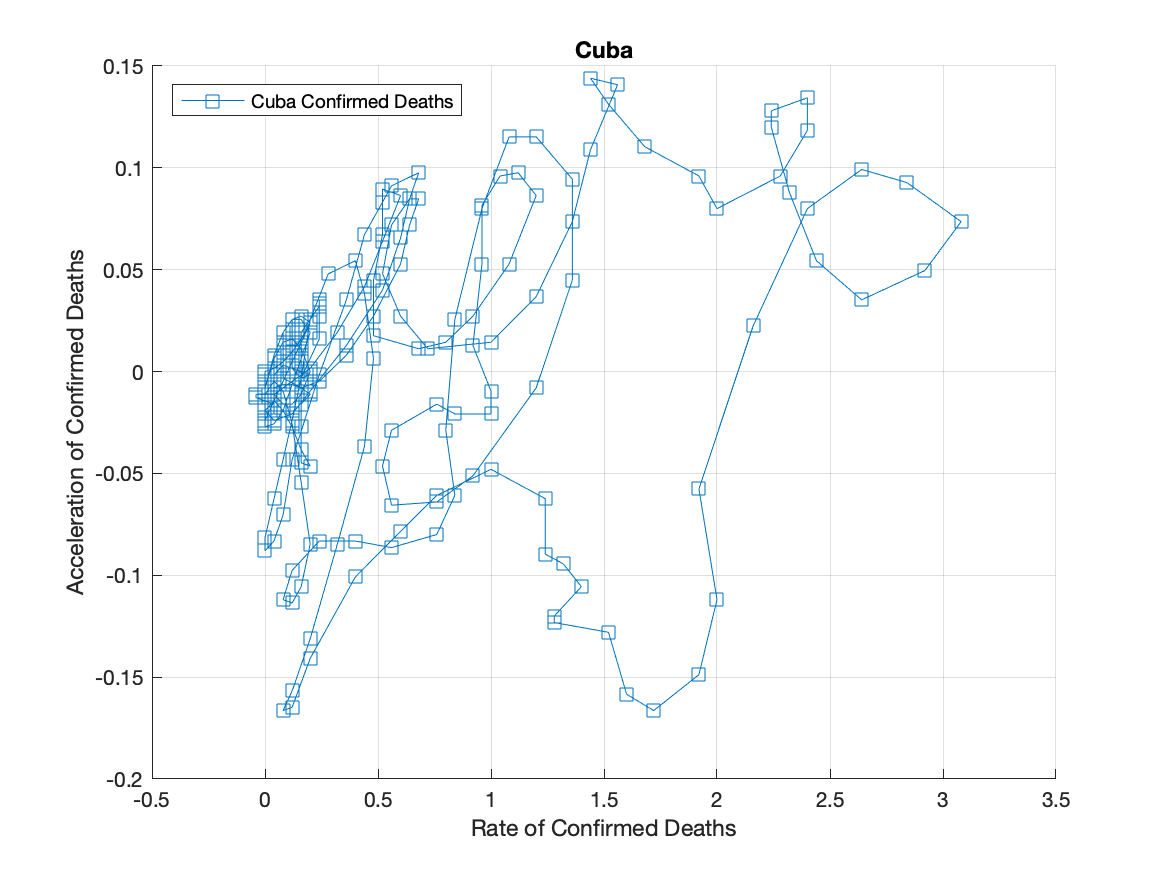 Cuba
Cuba Confirmed Deaths
0.15
0.1
0.05
0
-0.05
-0.1
-0.15
-0.2
Acceleration of Confirmed Deaths
-0.5 0 0.5 1 1.5 2 2.5 3 3.5
Rate of Confirmed Deaths